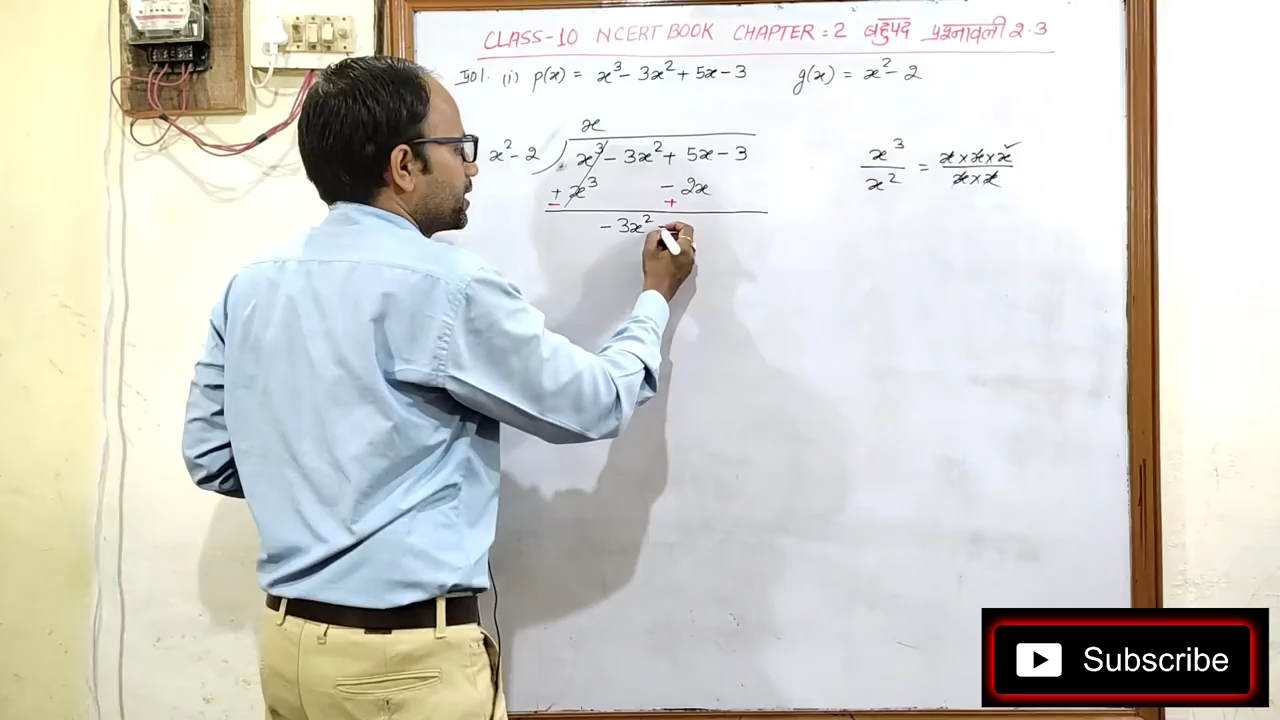 CLASS-10 NCERT BOOK CHAPTER = 2 बहुपद प्रश्नावली 2.3
(i) p(x) = x³ - 3x² + 5x - 3 g(x) = x² - 2
x
x² - 2 ) x³ - 3x² + 5x - 3
x³ - 2x
- +
- 3x²
x³ / x² = x × x × x / x × x
Subscribe